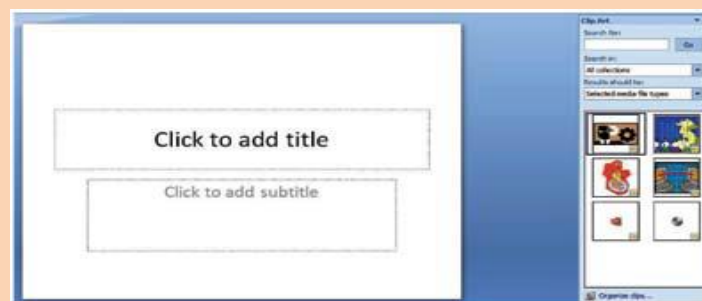 Click to add title
Click to add subtitle
Clip Art
Search for:
Go
Search in:
All collections
Results should be:
Selected media file types
Organize clips...